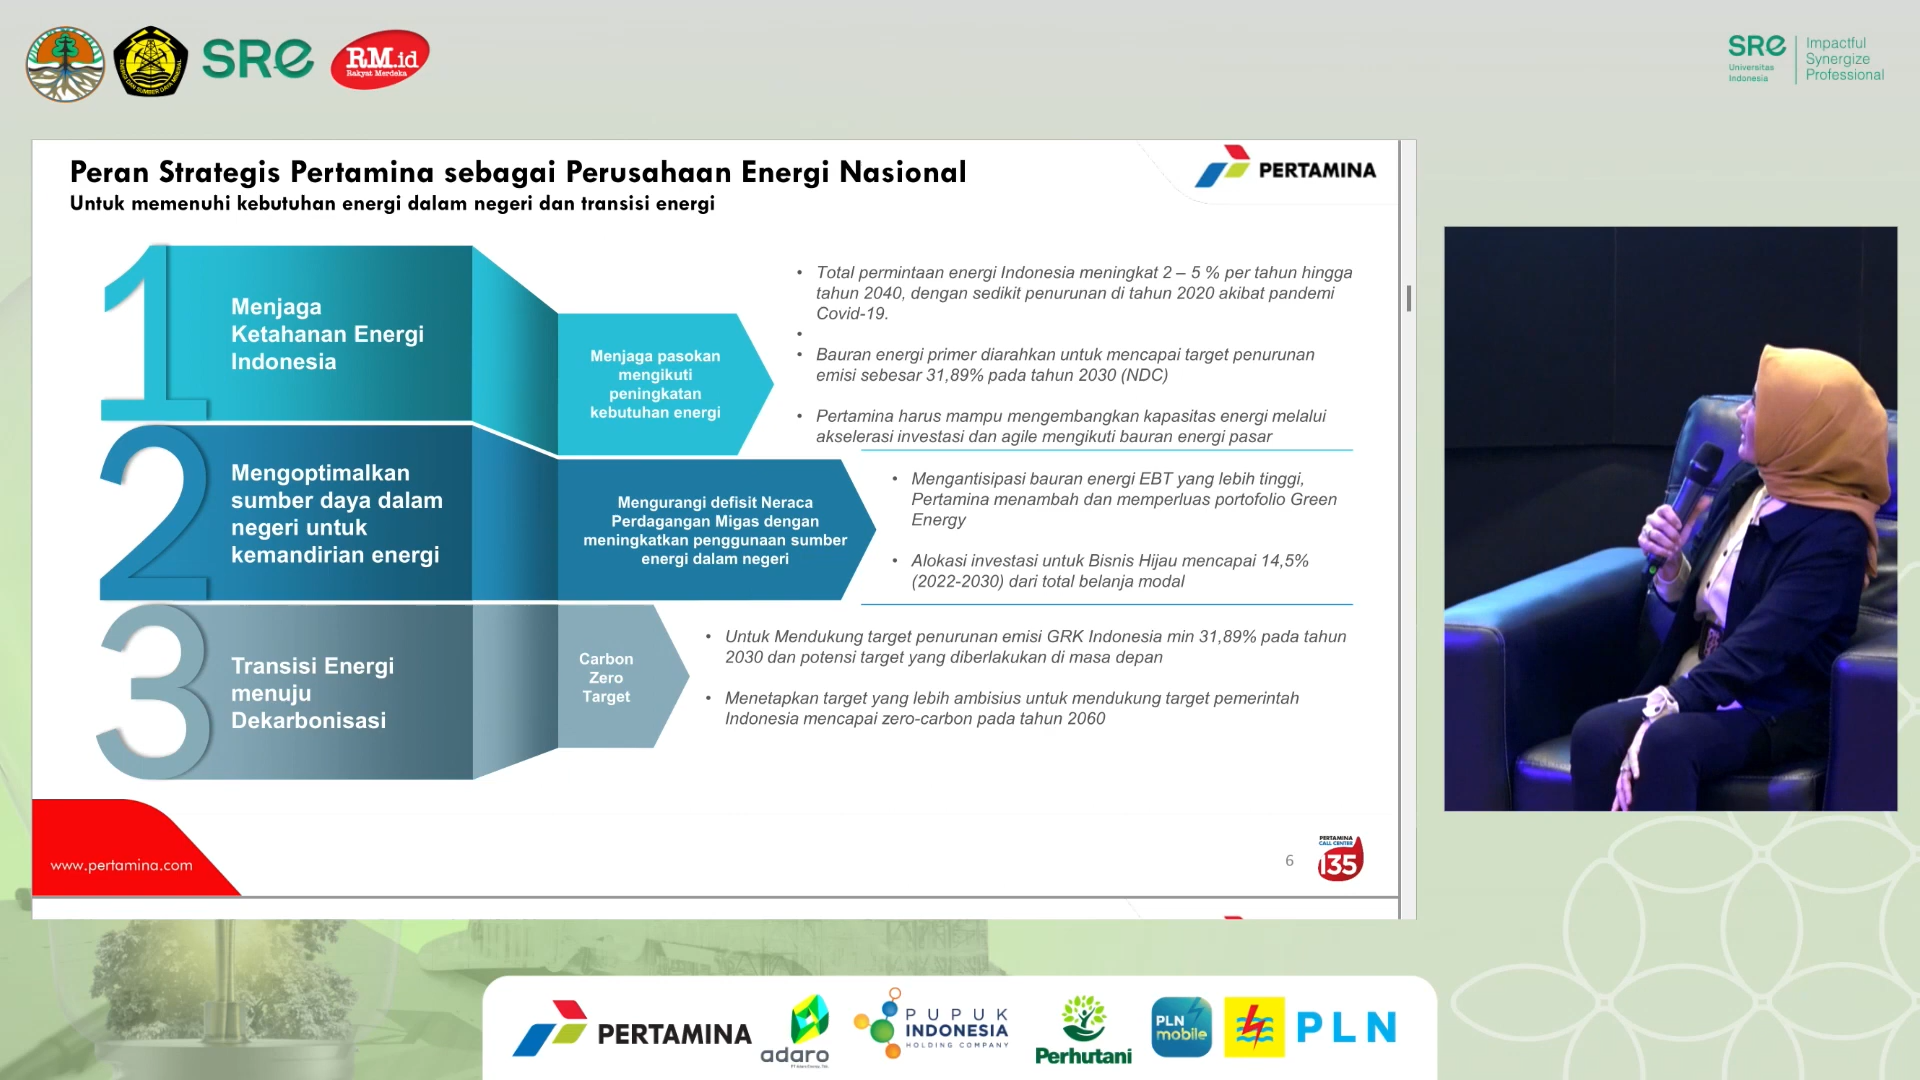 SRE
RM.id
Rakyat Merdeka
SRE
Universitas
Indonesia
Impactful
Synergize
Professional
Peran Strategis Pertamina sebagai Perusahaan Energi Nasional
Untuk memenuhi kebutuhan energi dalam negeri dan transisi energi
PERTAMINA
1
Menjaga
Ketahanan Energi
Indonesia
Menjaga pasokan
mengikuti
peningkatan
kebutuhan energi
• Total permintaan energi Indonesia meningkat 2 – 5 % per tahun hingga
tahun 2040, dengan sedikit penurunan di tahun 2020 akibat pandemi
Covid-19.
•
• Bauran energi primer diarahkan untuk mencapai target penurunan
emisi sebesar 31,89% pada tahun 2030 (NDC)
• Pertamina harus mampu mengembangkan kapasitas energi melalui
akselerasi investasi dan agile mengikuti bauran energi pasar
2
Mengoptimalkan
sumber daya dalam
negeri untuk
kemandirian energi
Mengurangi defisit Neraca
Perdagangan Migas dengan
meningkatkan penggunaan sumber
energi dalam negeri
• Mengantisipasi bauran energi EBT yang lebih tinggi,
Pertamina menambah dan memperluas portofolio Green
Energy
• Alokasi investasi untuk Bisnis Hijau mencapai 14,5%
(2022-2030) dari total belanja modal
3
Transisi Energi
menuju
Dekarbonisasi
Carbon
Zero
Target
• Untuk Mendukung target penurunan emisi GRK Indonesia min 31,89% pada tahun
2030 dan potensi target yang diberlakukan di masa depan
• Menetapkan target yang lebih ambisius untuk mendukung target pemerintah
Indonesia mencapai zero-carbon pada tahun 2060
www.pertamina.com
6
PERTAMINA
CALL CENTER
135
PERTAMINA
adaro
PUPUK
INDONESIA
HOLDING COMPANY
Perhutani
PLN
mobile
PLN